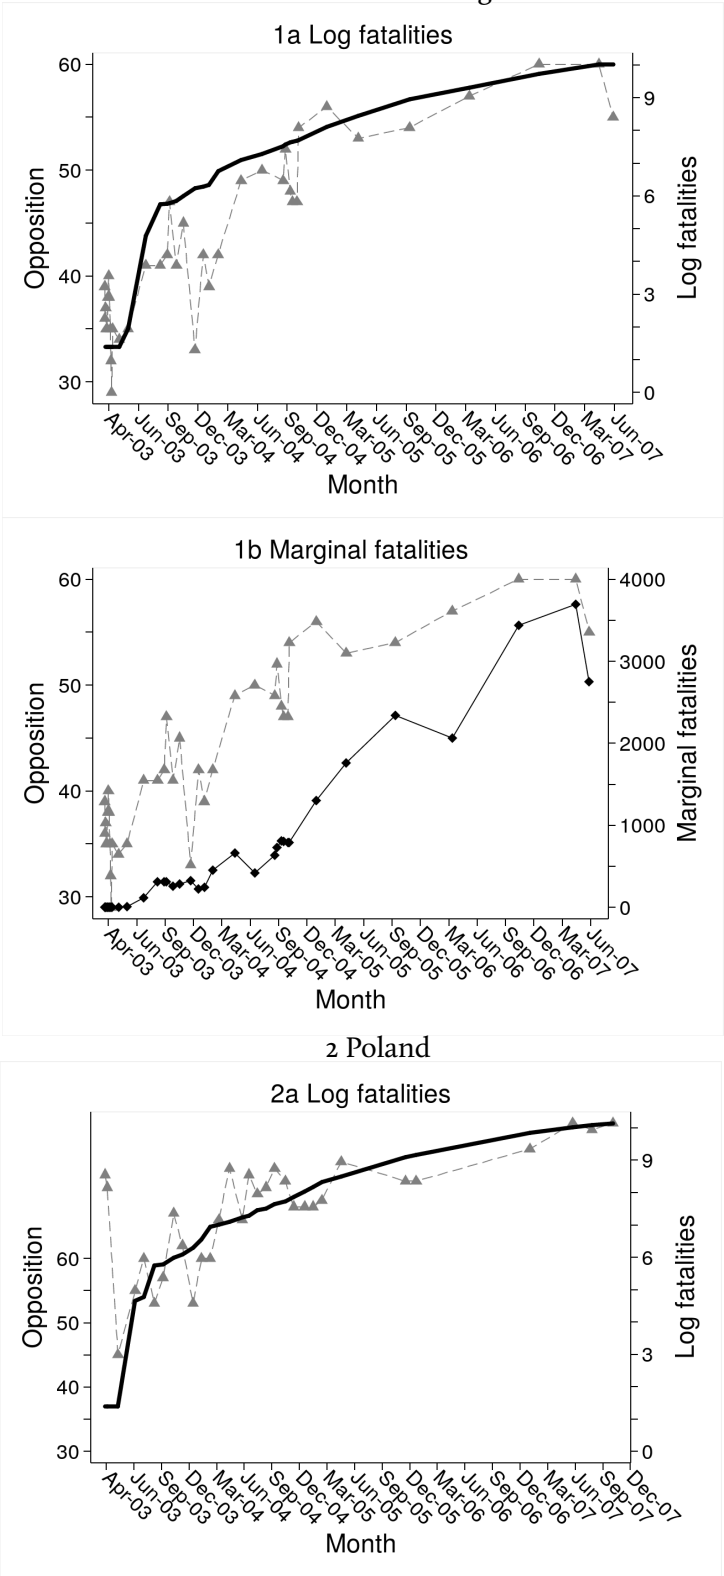 1a Log fatalities
60
50
40
30
Opposition
9
6
3
0
Log fatalities
Apr-03 Jun-03 Sep-03 Dec-03 Mar-04 Jun-04 Sep-04 Dec-04 Mar-05 Jun-05 Sep-05 Dec-05 Mar-06 Jun-06 Sep-06 Dec-06 Mar-07 Jun-07
Month
1b Marginal fatalities
60
50
40
30
Opposition
4000
3000
2000
1000
0
Marginal fatalities
Apr-03 Jun-03 Sep-03 Dec-03 Mar-04 Jun-04 Sep-04 Dec-04 Mar-05 Jun-05 Sep-05 Dec-05 Mar-06 Jun-06 Sep-06 Dec-06 Mar-07 Jun-07
Month
2 Poland
2a Log fatalities
60
50
40
30
Opposition
9
6
3
0
Log fatalities
Apr-03 Jun-03 Sep-03 Dec-03 Mar-04 Jun-04 Sep-04 Dec-04 Mar-05 Jun-05 Sep-05 Dec-05 Mar-06 Jun-06 Sep-06 Dec-06 Mar-07 Jun-07 Sep-07 Dec-07
Month